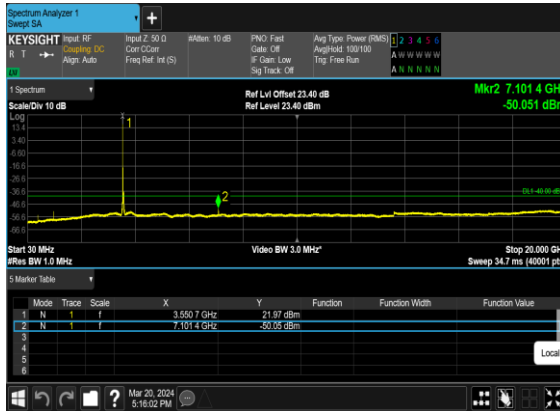 Spectrum Analyzer 1
Swept SA
+
KEYSIGHT
R T
Input: RF
Coupling: DC
Align: Auto
Input Z: 50 Ω
Corr CCorr
Freq Ref: Int (S)
#Atten: 10 dB
PNO: Fast
Gate: Off
IF Gain: Low
Sig Track: Off
Avg Type: Power (RMS)
Avg|Hold: 100/100
Trig: Free Run
1 2 3 4 5 6
A W W W W W
A N N N N N
1 Spectrum
Scale/Div 10 dB
Ref Lvl Offset 23.40 dB
Ref Level 23.40 dBm
Mkr2 7.101 4 GH
-50.051 dBm
Log
13.4
3.40
-6.60
-16.6
-26.6
-36.6
-46.6
-56.6
-66.6
1
2
DL1 -40.00 dB
Start 30 MHz
#Res BW 1.0 MHz
Video BW 3.0 MHz*
Stop 20.000 GH
Sweep 34.7 ms (40001 pts
5 Marker Table
Mode Trace Scale X Y Function Function Width Function Value
1 N 1 f 3.550 7 GHz 21.97 dBm
2 N 1 f 7.101 4 GHz -50.05 dBm
3
4
5
6
Local
?
Mar 20, 2024
5:16:02 PM